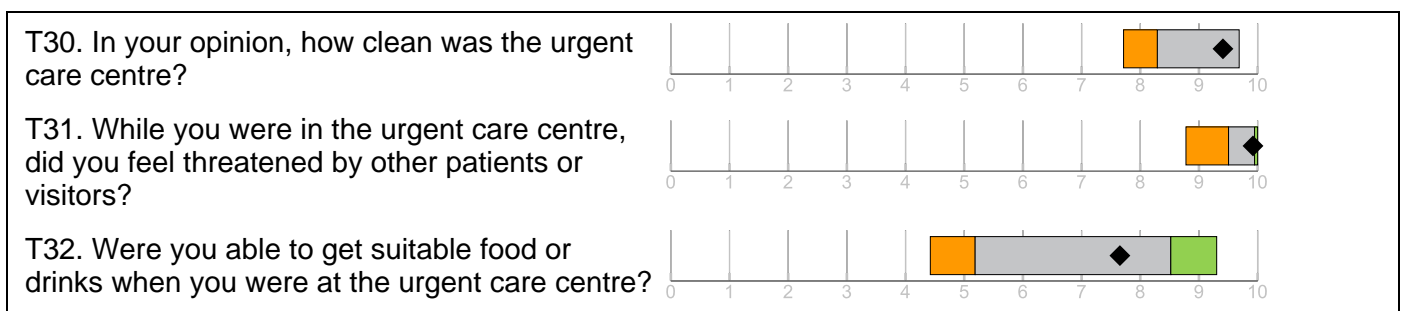 T30. In your opinion, how clean was the urgent
care centre?
0 1 2 3 4 5 6 7 8 9 10
T31. While you were in the urgent care centre,
did you feel threatened by other patients or
visitors?
0 1 2 3 4 5 6 7 8 9 10
T32. Were you able to get suitable food or
drinks when you were at the urgent care centre?
0 1 2 3 4 5 6 7 8 9 10